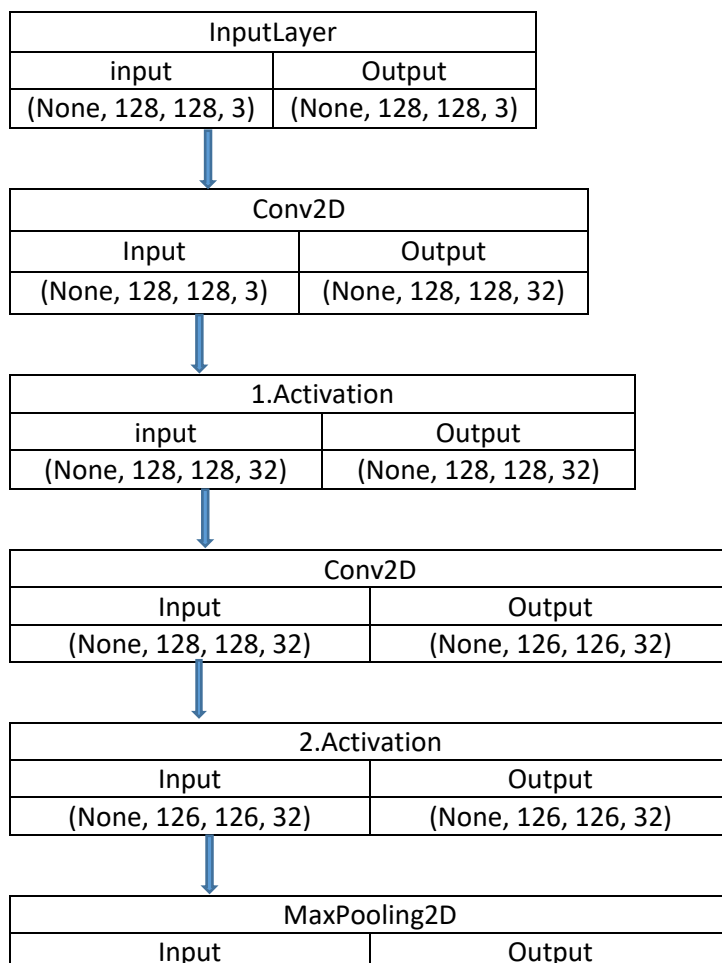 InputLayer
input Output
(None, 128, 128, 3) (None, 128, 128, 3)
Conv2D
Input Output
(None, 128, 128, 3) (None, 128, 128, 32)
1.Activation
input Output
(None, 128, 128, 32) (None, 128, 128, 32)
Conv2D
Input Output
(None, 128, 128, 32) (None, 126, 126, 32)
2.Activation
Input Output
(None, 126, 126, 32) (None, 126, 126, 32)
MaxPooling2D
Input Output